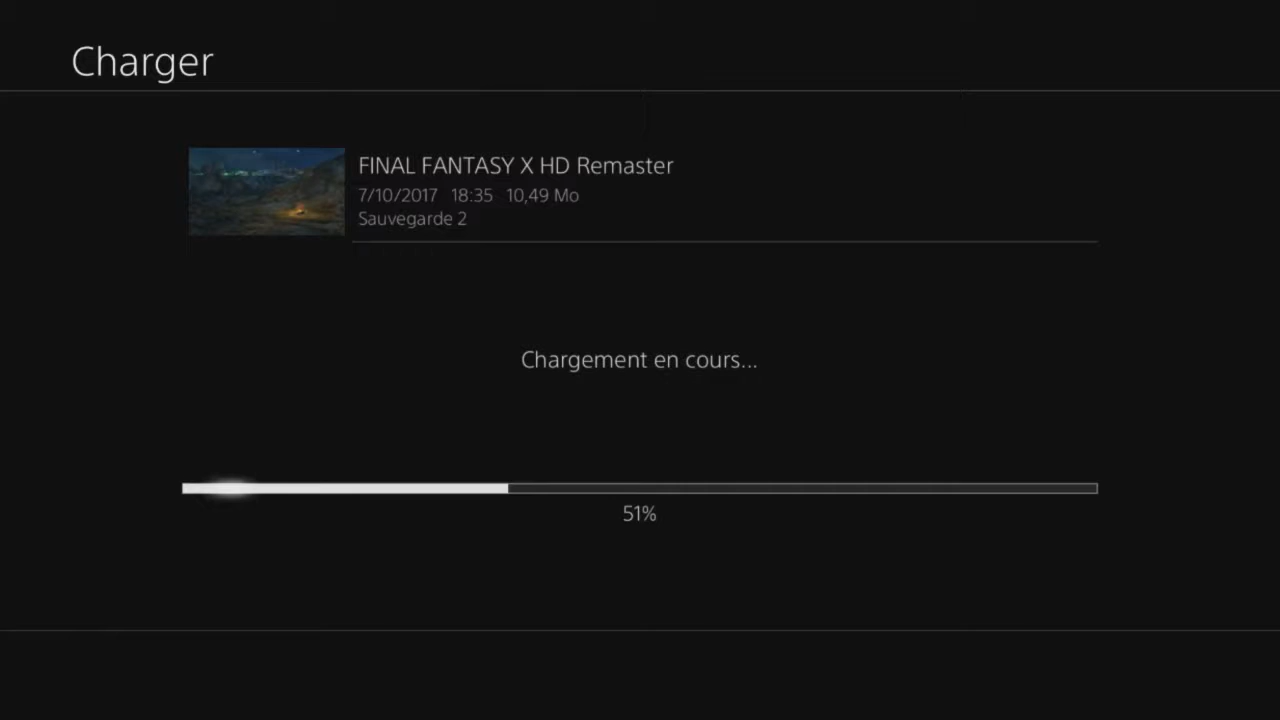 Charger
FINAL FANTASY X HD Remaster
7/10/2017 18:35 10,49 Mo
Sauvegarde 2
Chargement en cours...
51%